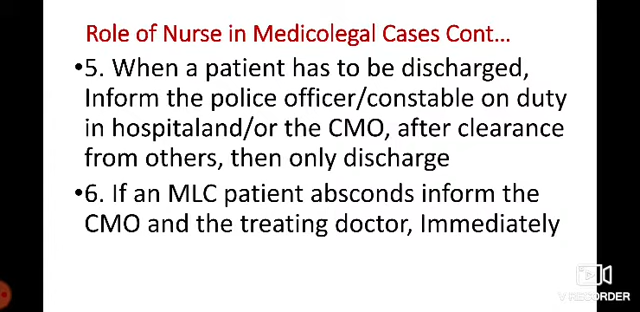 Role of Nurse in Medicolegal Cases Cont...
•5. When a patient has to be discharged,
Inform the police officer/constable on duty
in hospitaland/or the CMO, after clearance
from others, then only discharge
•6. If an MLC patient absconds inform the
CMO and the treating doctor, Immediately
V RECORDER